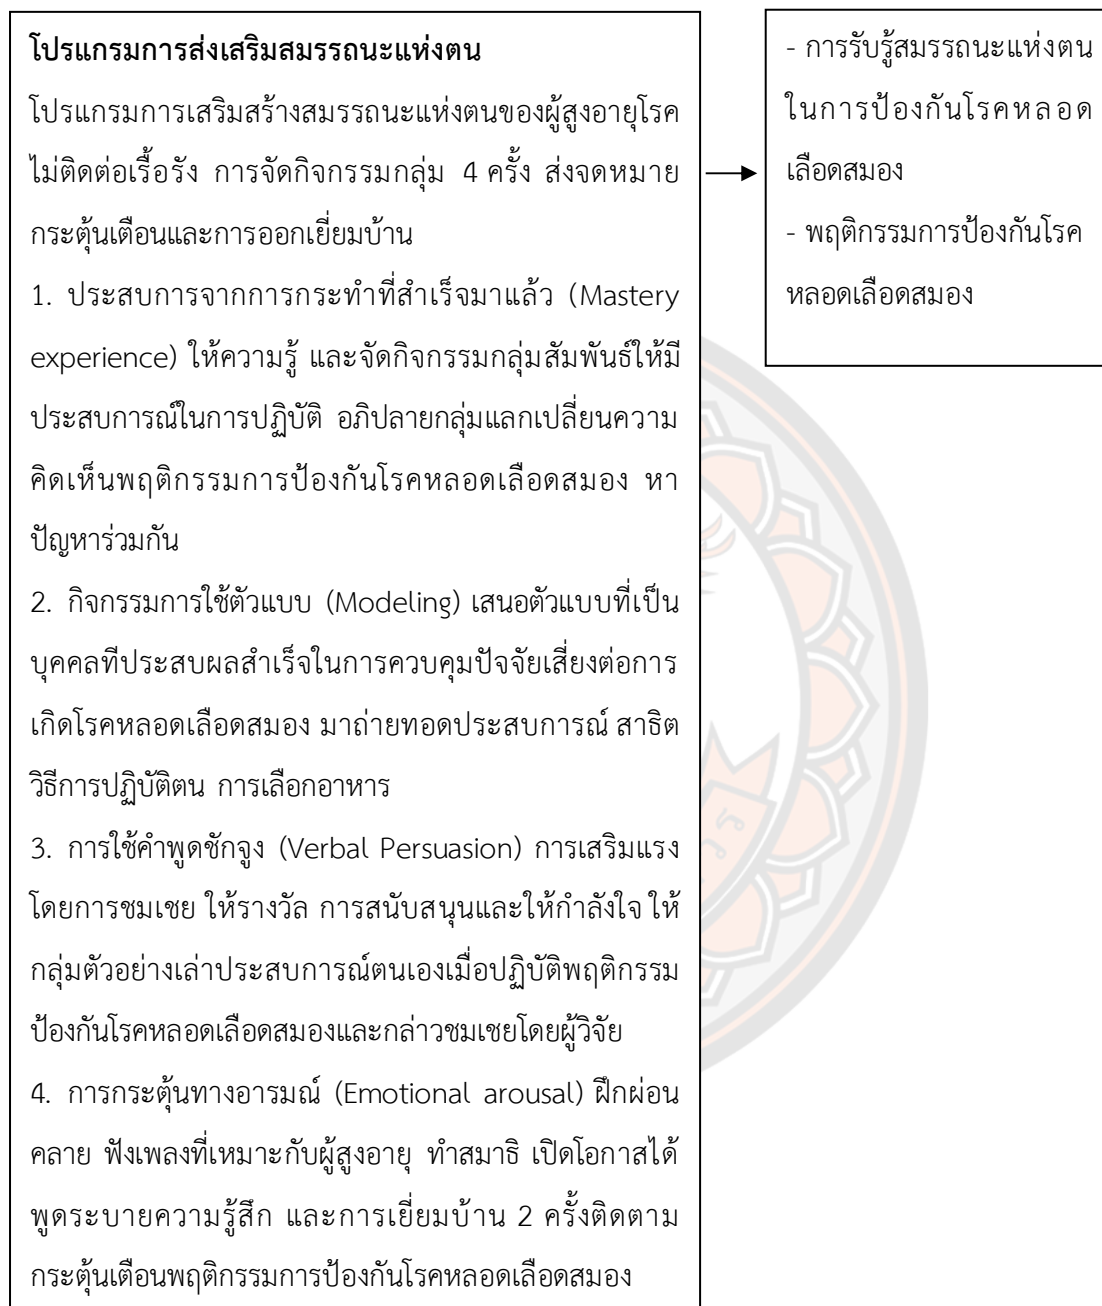 โปรแกรมการส่งเสริมสมรรถนะแห่งตน
โปรแกรมการเสริมสร้างสมรรถนะแห่งตนของผู้สูงอายุโรค
ไม่ติดต่อเรื้อรัง การจัดกิจกรรมกลุ่ม 4 ครั้ง ส่งจดหมาย
กระตุ้นเตือนและการออกเยี่ยมบ้าน
1. ประสบการจากการกระทำที่สำเร็จมาแล้ว (Mastery
experience) ให้ความรู้ และจัดกิจกรรมกลุ่มสัมพันธ์ให้มี
ประสบการณ์ในการปฏิบัติ อภิปลายกลุ่มแลกเปลี่ยนความ
คิดเห็นพฤติกรรมการป้องกันโรคหลอดเลือดสมอง หา
ปัญหาร่วมกัน
2. กิจกรรมการใช้ตัวแบบ (Modeling) เสนอตัวแบบที่เป็น
บุคคลทีประสบผลสำเร็จในการควบคุมปัจจัยเสี่ยงต่อการ
เกิดโรคหลอดเลือดสมอง มาถ่ายทอดประสบการณ์ สาธิต
วิธีการปฏิบัติตน การเลือกอาหาร
3. การใช้คำพูดชักจูง (Verbal Persuasion) การเสริมแรง
โดยการชมเชย ให้รางวัล การสนับสนุนและให้กำลังใจ ให้
กลุ่มตัวอย่างเล่าประสบการณ์ตนเองเมื่อปฏิบัติพฤติกรรม
ป้องกันโรคหลอดเลือดสมองและกล่าวชมเชยโดยผู้วิจัย
4. การกระตุ้นทางอารมณ์ (Emotional arousal) ฝึกผ่อน
คลาย ฟังเพลงที่เหมาะกับผู้สูงอายุ ทำสมาธิ เปิดโอกาสได้
พูดระบายความรู้สึก และการเยี่ยมบ้าน 2 ครั้งติดตาม
กระตุ้นเตือนพฤติกรรมการป้องกันโรคหลอดเลือดสมอง
- การรับรู้สมรรถนะแห่งตน
ในการป้องกันโรคหลอด
เลือดสมอง
- พฤติกรรมการป้องกันโรค
หลอดเลือดสมอง